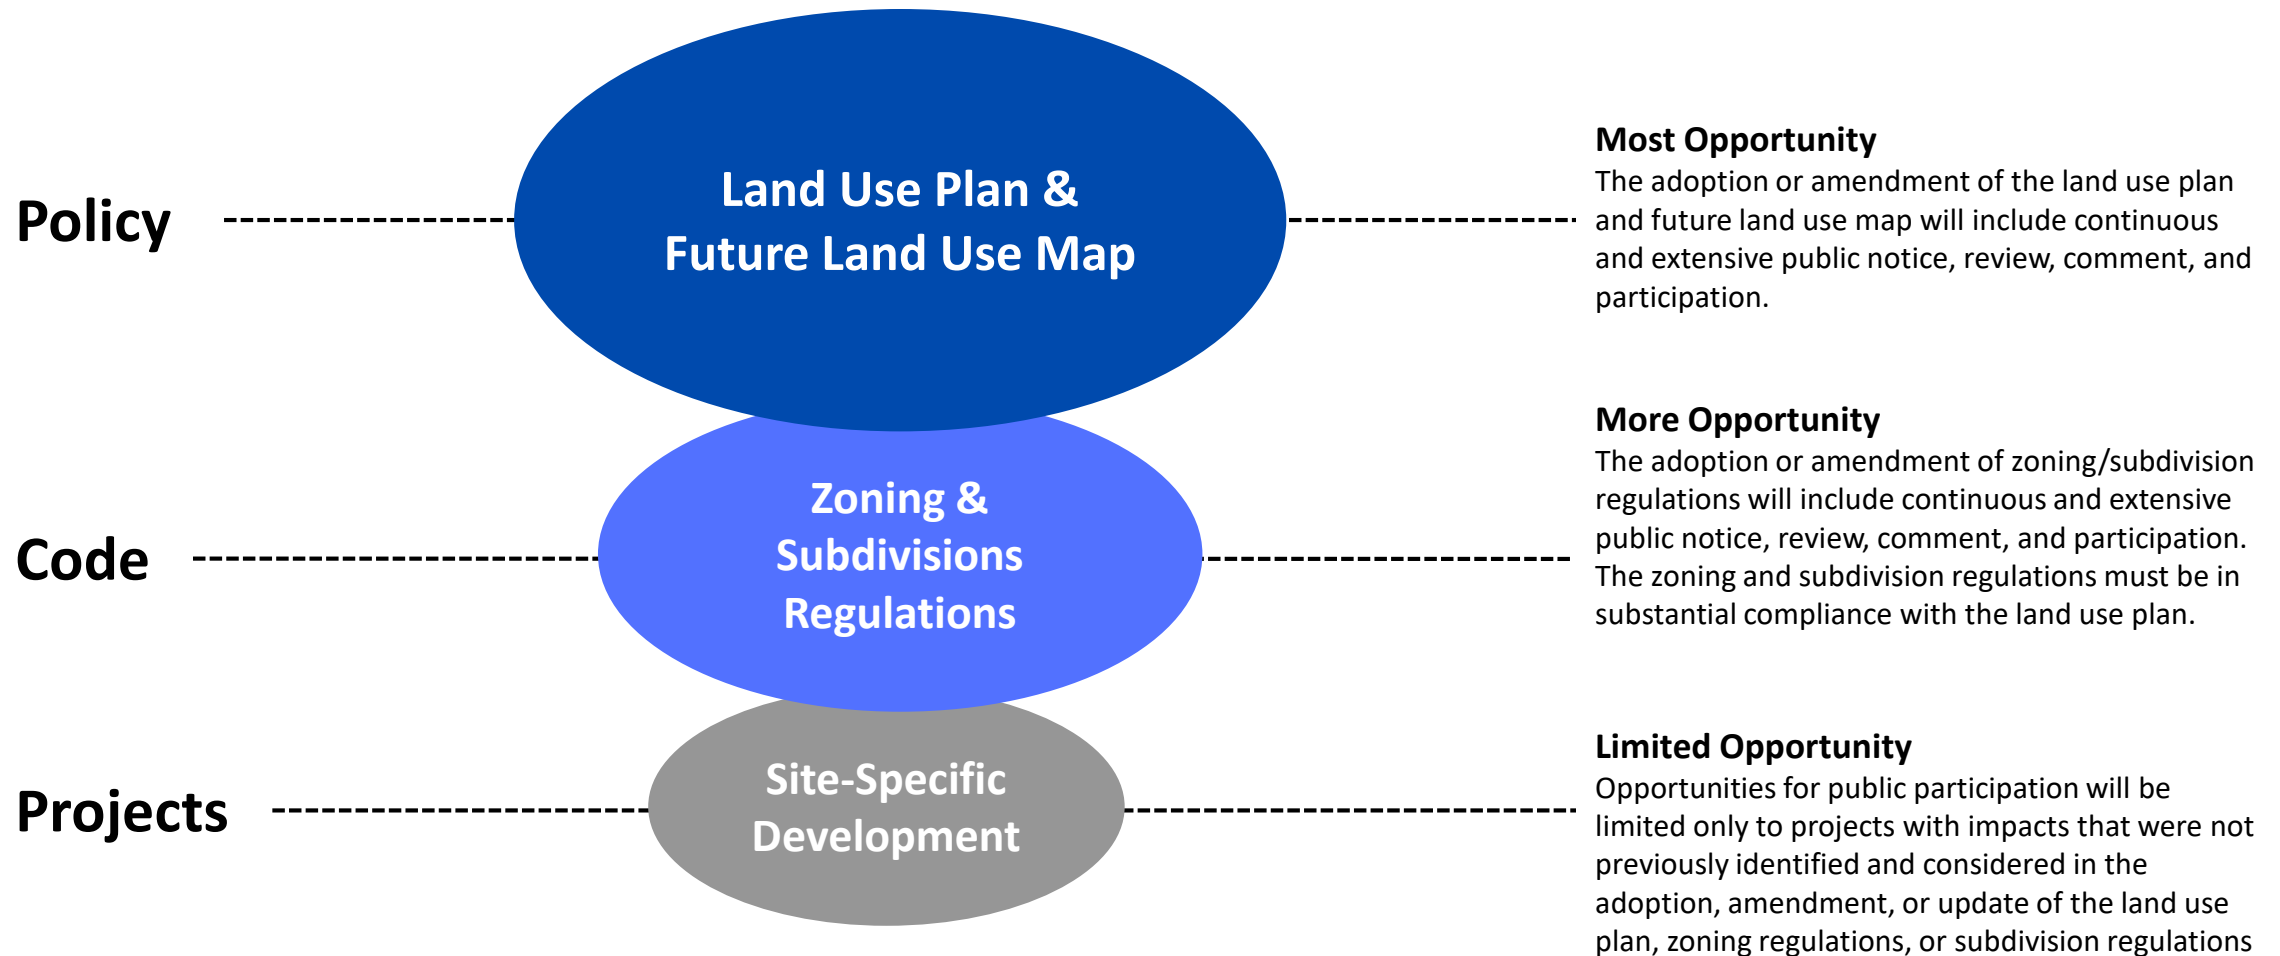 Policy
Land Use Plan &
Future Land Use Map
Most Opportunity
The adoption or amendment of the land use plan
and future land use map will include continuous
and extensive public notice, review, comment, and
participation.
Code
Zoning &
Subdivisions
Regulations
More Opportunity
The adoption or amendment of zoning/subdivision
regulations will include continuous and extensive
public notice, review, comment, and participation.
The zoning and subdivision regulations must be in
substantial compliance with the land use plan.
Projects
Site-Specific
Development
Limited Opportunity
Opportunities for public participation will be
limited only to projects with impacts that were not
previously identified and considered in the
adoption, amendment, or update of the land use
plan, zoning regulations, or subdivision regulations